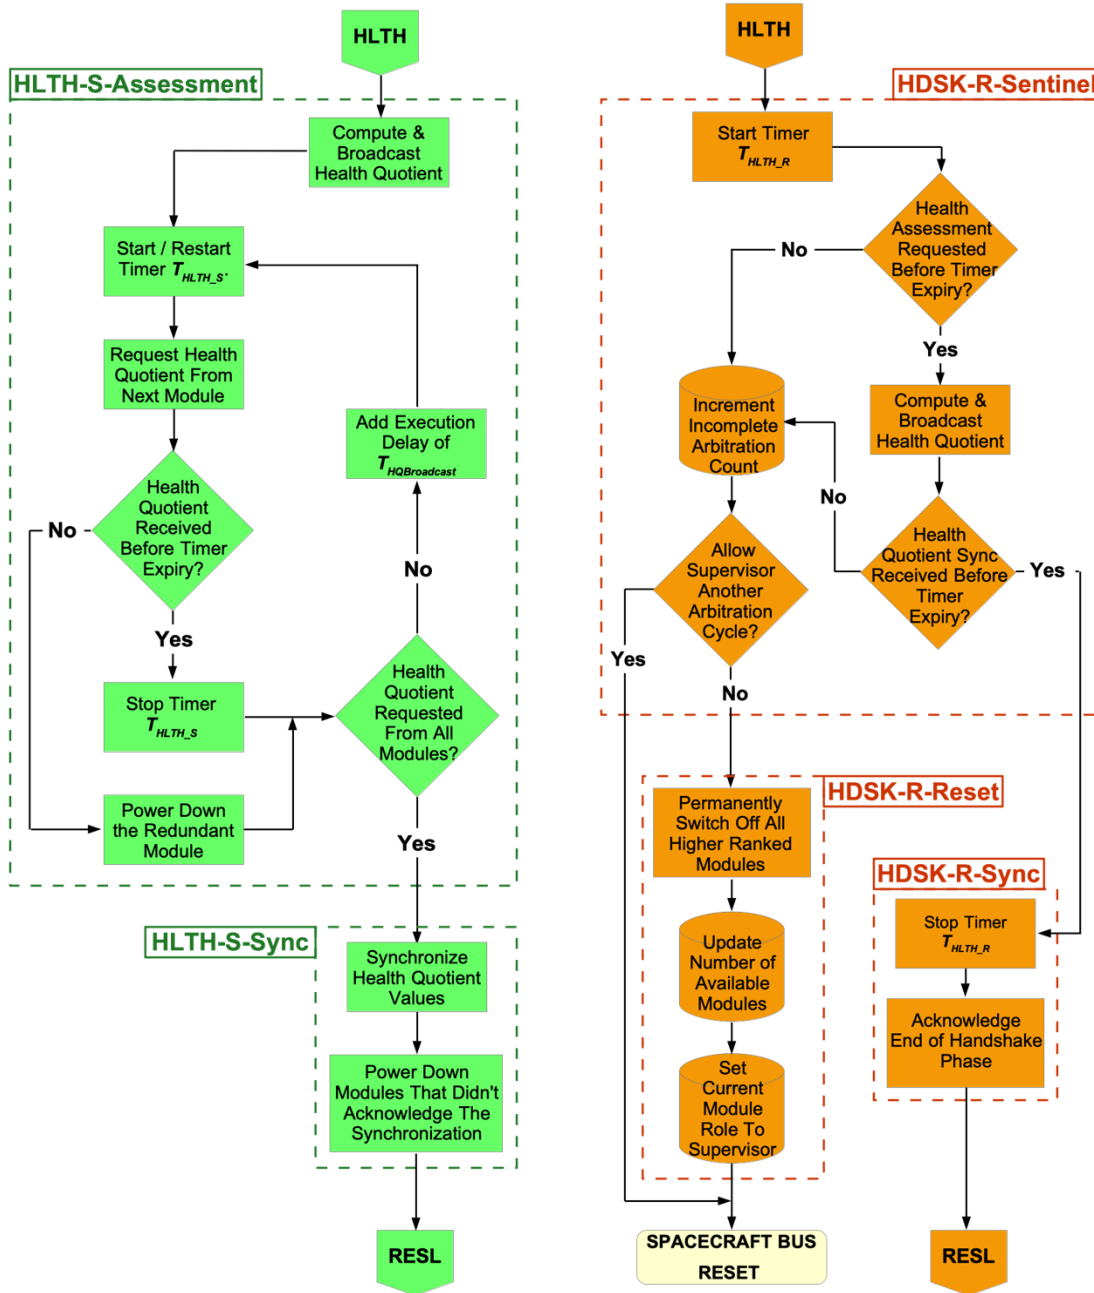 HLTH
HLTH-S-Assessment
Compute &
Broadcast
Health Quotient
Start / Restart
Timer T_HLTH_S.
Request Health
Quotient From
Next Module
Add Execution
Delay of
T_HQBroadcast
Health
Quotient
Received
Before Timer
Expiry?
No
Yes
No
Stop Timer
T_HLTH_S
Health
Quotient
Requested
From All
Modules?
Power Down
the Redundant
Module
Yes
HLTH-S-Sync
Synchronize
Health Quotient
Values
Power Down
Modules That Didn't
Acknowledge The
Synchronization
RESL
HLTH
HDSK-R-Sentinel
Start Timer
T_HLTH_R
Health
Assessment
Requested
Before Timer
Expiry?
No
Yes
Increment
Incomplete
Arbitration
Count
Compute &
Broadcast
Health Quotient
No
Allow
Supervisor
Another
Arbitration
Cycle?
Health
Quotient Sync
Received Before
Timer
Expiry?
Yes
Yes
No
HDSK-R-Reset
Permanently
Switch Off All
Higher Ranked
Modules
Update
Number of
Available
Modules
Set
Current
Module
Role To
Supervisor
HDSK-R-Sync
Stop Timer
T_HLTH_R
Acknowledge
End of Handshake
Phase
SPACECRAFT BUS
RESET
RESL